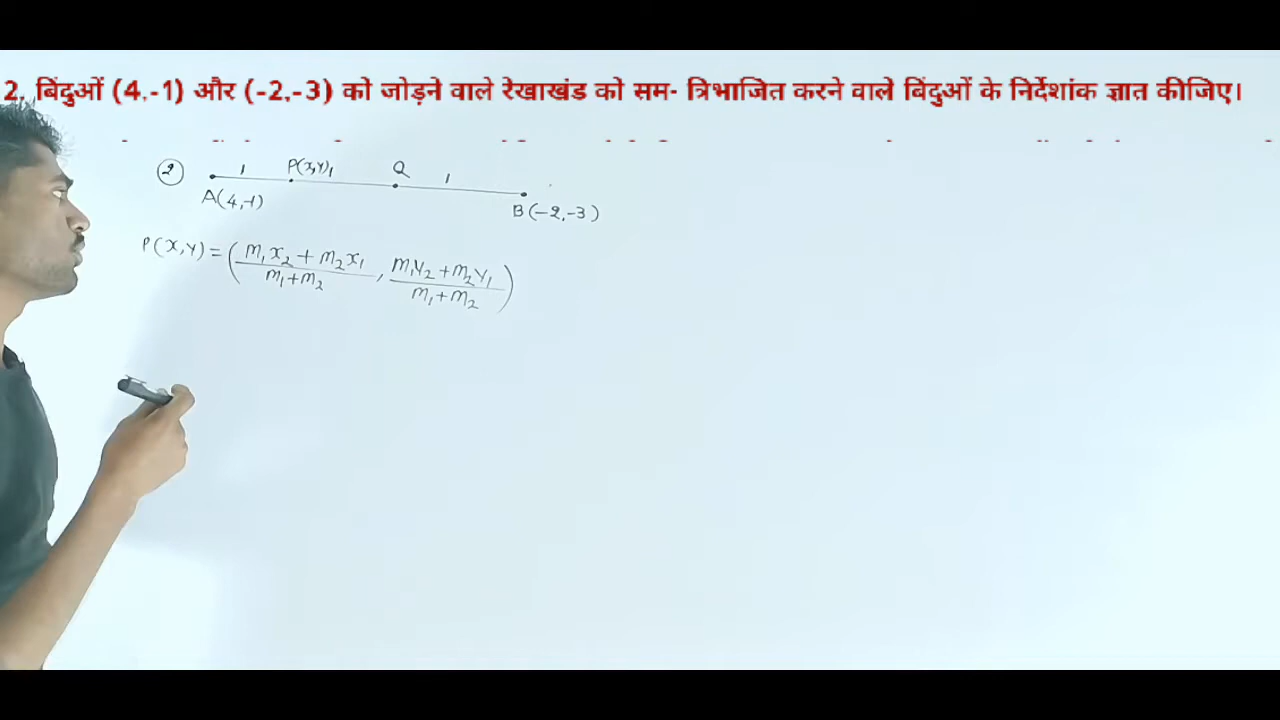 2. बिंदुओं (4,-1) और (-2,-3) को जोड़ने वाले रेखाखंड को सम- त्रिभाजित करने वाले बिंदुओं के निर्देशांक ज्ञात कीजिए।
2 1 P(x,y) 1 Q 1
A(4,-1) B(-2,-3)
P(x,y) = (m₁x₂+m₂x₁/m₁+m₂, m₁y₂+m₂y₁/m₁+m₂)